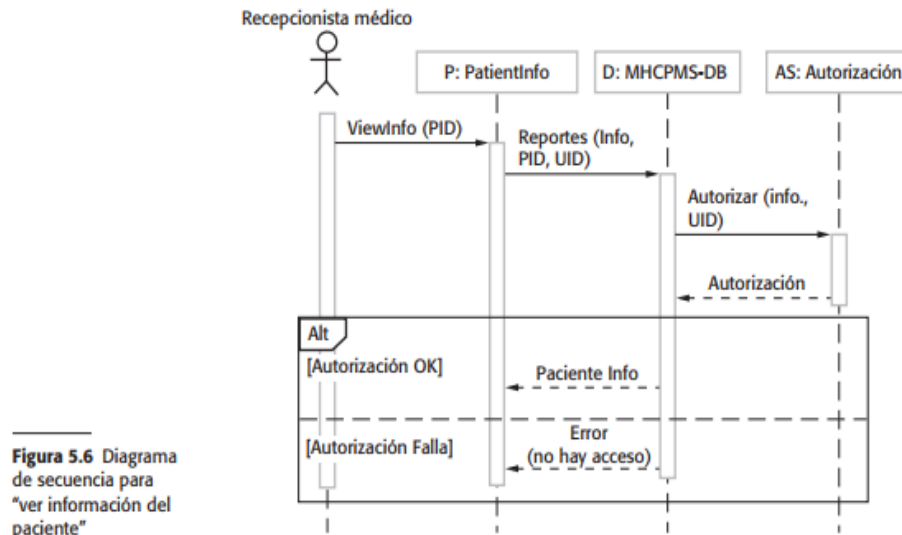 Recepcionista médico
P: PatientInfo
D: MHCPMS-DB
AS: Autorización
ViewInfo (PID)
Reportes (Info,
PID, UID)
Autorizar (info.,
UID)
Autorización
Alt
[Autorización OK]
Paciente Info
[Autorización Falla]
Error
(no hay acceso)
Figura 5.6 Diagrama
de secuencia para
“ver información del
paciente”